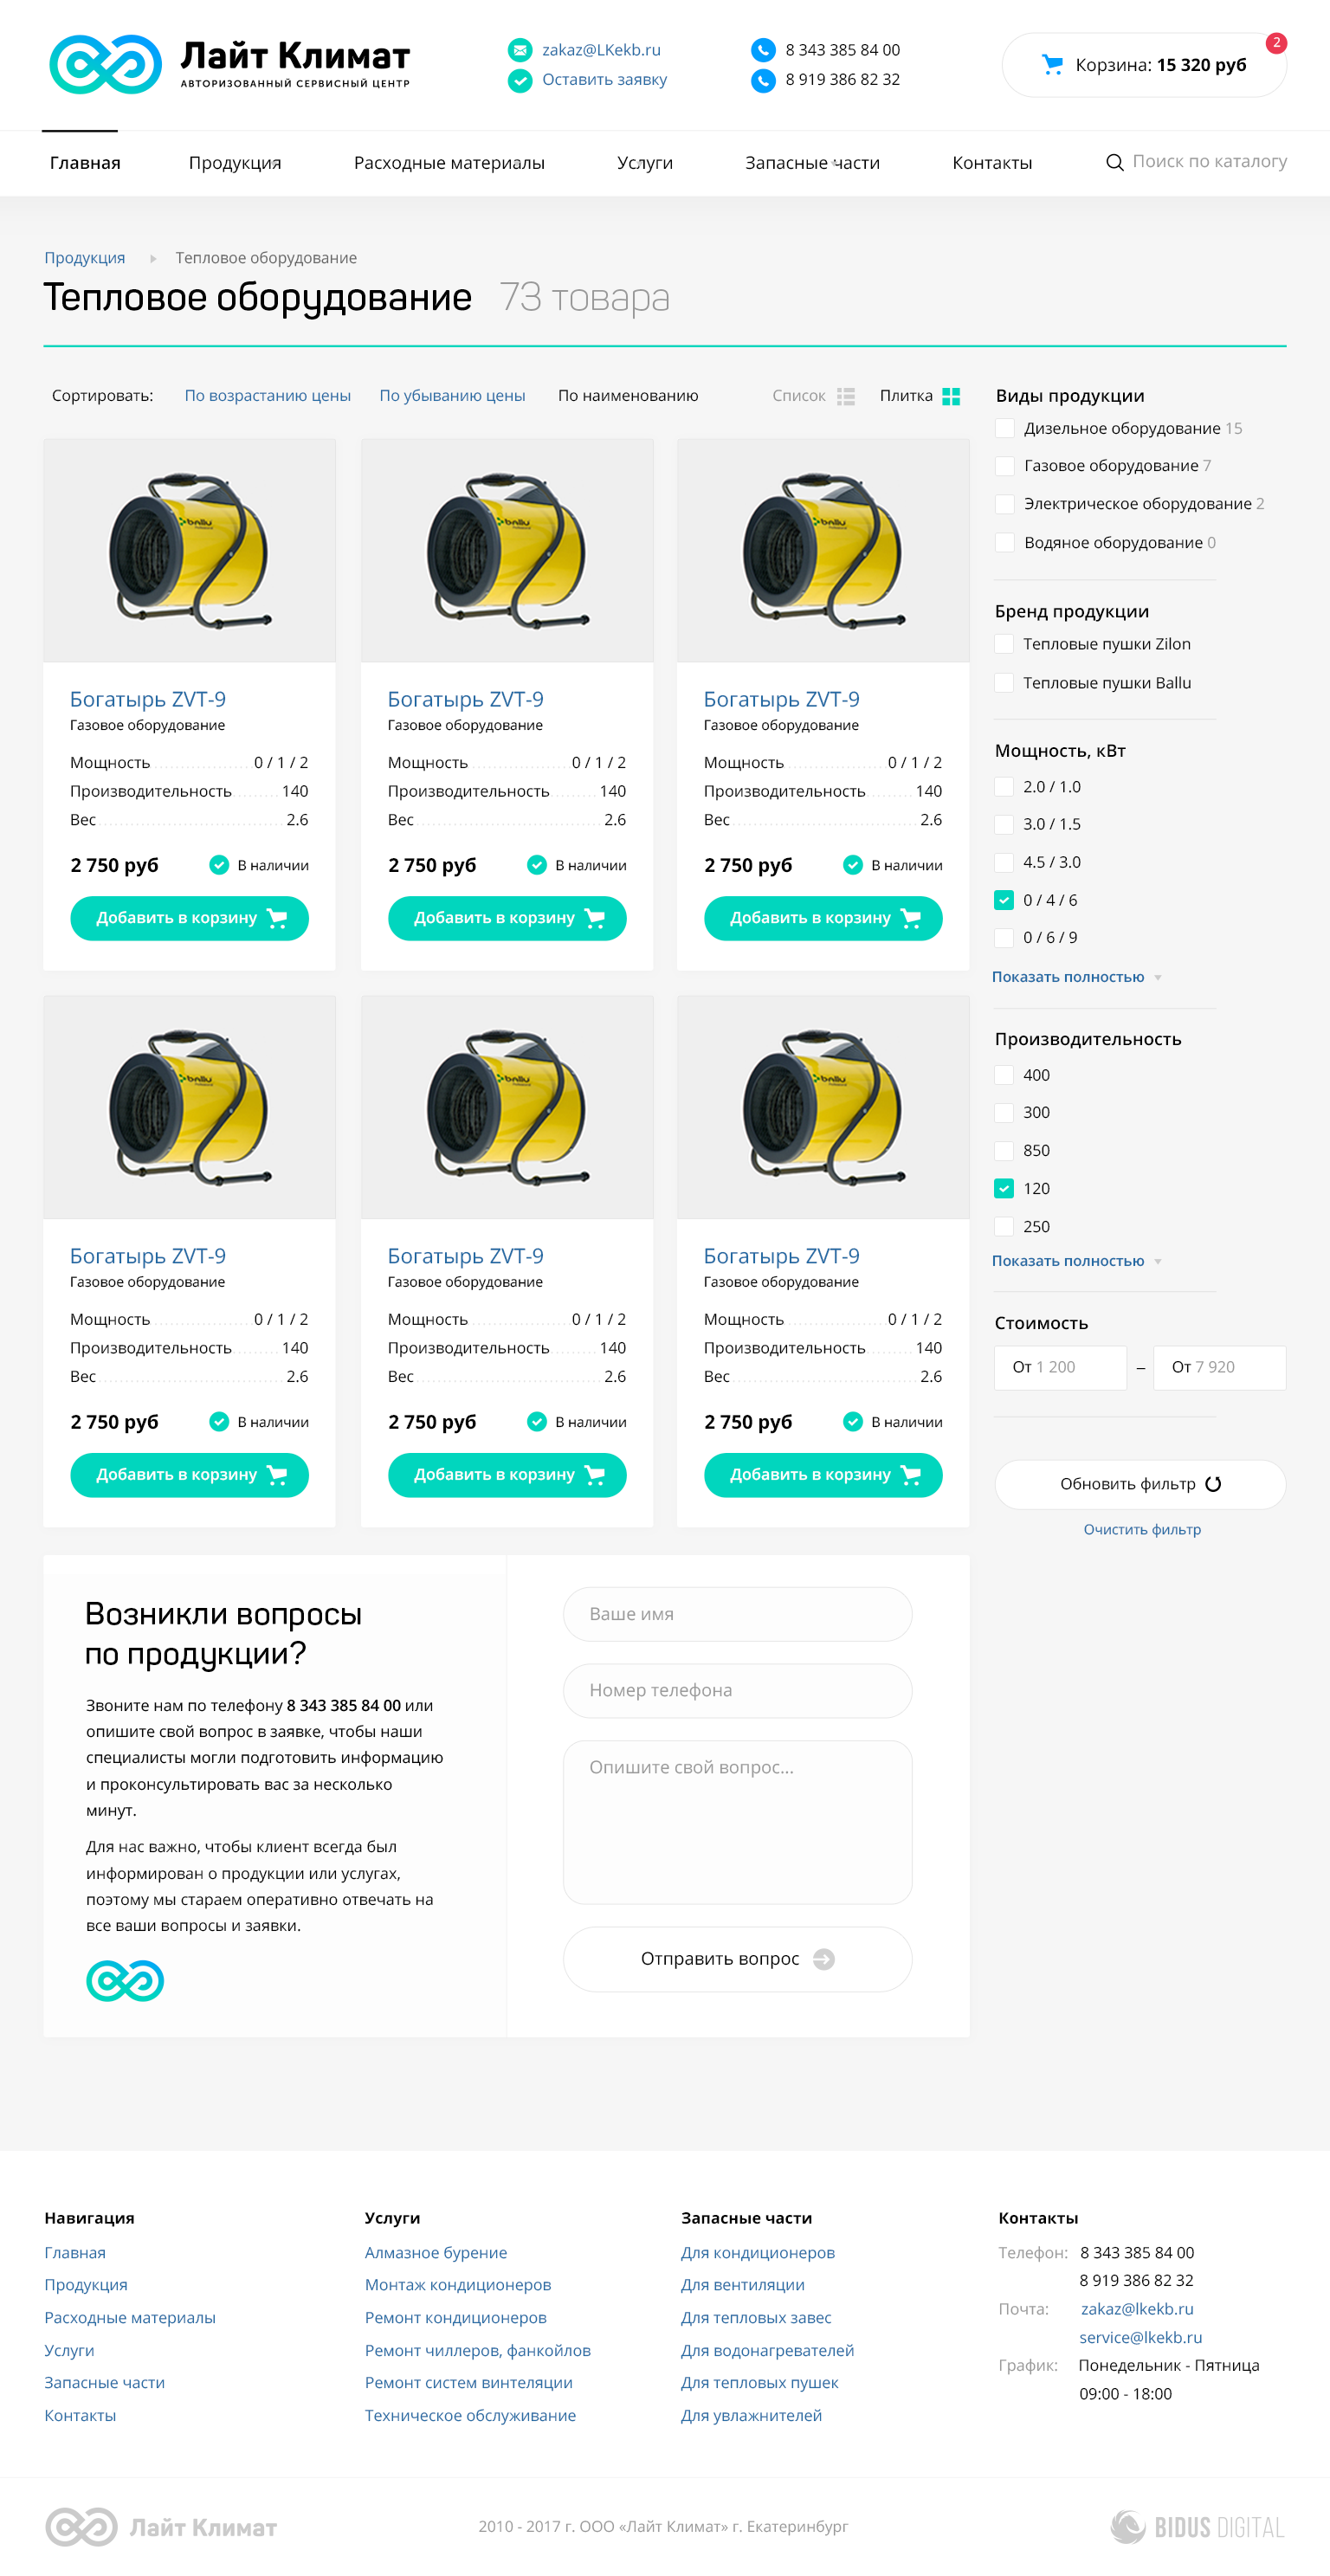 Лайт Климат
АВТОРИЗОВАННЫЙ СЕРВИСНЫЙ ЦЕНТР
zakaz@LKekb.ru
Оставить заявку
8 343 385 84 00
8 919 386 82 32
Корзина: 15 320 руб
2
Главная Продукция Расходные материалы Услуги Запасные части Контакты Поиск по каталогу
Продукция Тепловое оборудование
Тепловое оборудование 73 товара
Сортировать: По возрастанию цены По убыванию цены По наименованию Список Плитка
ballu ballu ballu
Богатырь ZVT-9 Богатырь ZVT-9 Богатырь ZVT-9
Газовое оборудование Газовое оборудование Газовое оборудование
Мощность 0 / 1 / 2 Мощность 0 / 1 / 2 Мощность 0 / 1 / 2
Производительность 140 Производительность 140 Производительность 140
Вес 2.6 Вес 2.6 Вес 2.6
2 750 руб В наличии 2 750 руб В наличии 2 750 руб В наличии
Добавить в корзину Добавить в корзину Добавить в корзину
ballu ballu ballu
Богатырь ZVT-9 Богатырь ZVT-9 Богатырь ZVT-9
Газовое оборудование Газовое оборудование Газовое оборудование
Мощность 0 / 1 / 2 Мощность 0 / 1 / 2 Мощность 0 / 1 / 2
Производительность 140 Производительность 140 Производительность 140
Вес 2.6 Вес 2.6 Вес 2.6
2 750 руб В наличии 2 750 руб В наличии 2 750 руб В наличии
Добавить в корзину Добавить в корзину Добавить в корзину
Виды продукции
Дизельное оборудование 15
Газовое оборудование 7
Электрическое оборудование 2
Водяное оборудование 0
Бренд продукции
Тепловые пушки Zilon
Тепловые пушки Ballu
Мощность, кВт
2.0 / 1.0
3.0 / 1.5
4.5 / 3.0
0 / 4 / 6
0 / 6 / 9
Показать полностью
Производительность
400
300
850
120
250
Показать полностью
Стоимость
От 1 200 – От 7 920
Обновить фильтр
Очистить фильтр
Возникли вопросы
по продукции?
Звоните нам по телефону 8 343 385 84 00 или
опишите свой вопрос в заявке, чтобы наши
специалисты могли подготовить информацию
и проконсультировать вас за несколько
минут.
Для нас важно, чтобы клиент всегда был
информирован о продукции или услугах,
поэтому мы стараем оперативно отвечать на
все ваши вопросы и заявки.
Ваше имя
Номер телефона
Опишите свой вопрос...
Отправить вопрос
Навигация
Главная
Продукция
Расходные материалы
Услуги
Запасные части
Контакты
Услуги
Алмазное бурение
Монтаж кондиционеров
Ремонт кондиционеров
Ремонт чиллеров, фанкойлов
Ремонт систем винтеляции
Техническое обслуживание
Запасные части
Для кондиционеров
Для вентиляции
Для тепловых завес
Для водонагревателей
Для тепловых пушек
Для увлажнителей
Контакты
Телефон: 8 343 385 84 00
8 919 386 82 32
Почта: zakaz@lkekb.ru
service@lkekb.ru
График: Понедельник - Пятница
09:00 - 18:00
Лайт Климат
2010 - 2017 г. ООО «Лайт Климат» г. Екатеринбург
BIDUS DIGITAL